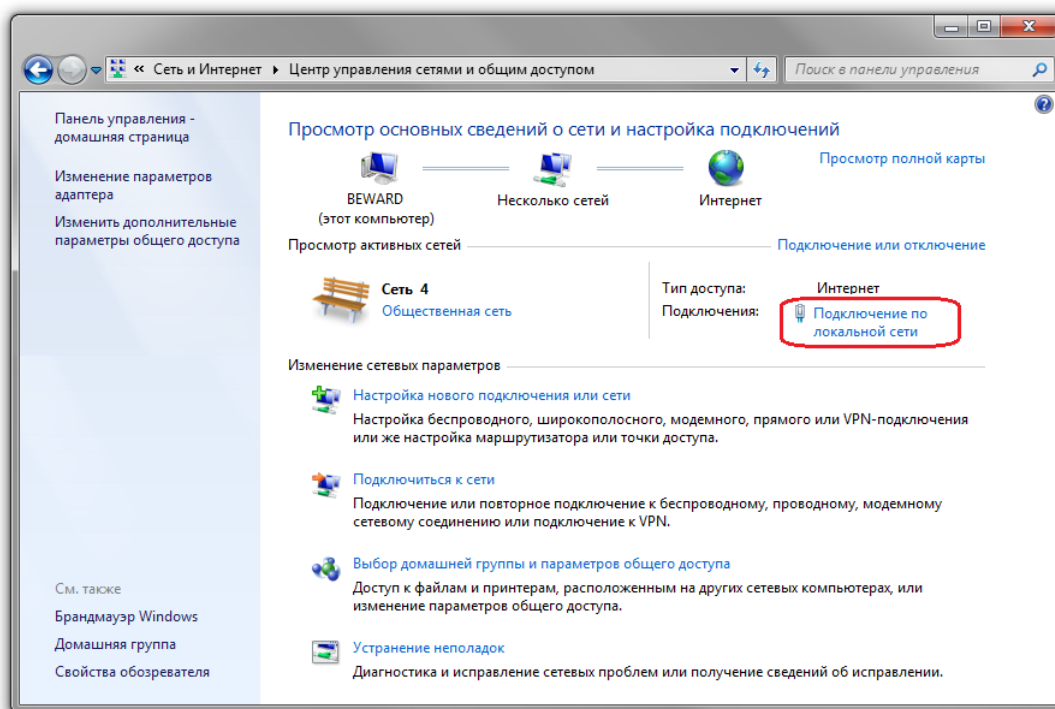 « Сеть и Интернет ▸ Центр управления сетями и общим доступом
Поиск в панели управления
Панель управления -
домашняя страница
Изменение параметров
адаптера
Изменить дополнительные
параметры общего доступа
См. также
Брандмауэр Windows
Домашняя группа
Свойства обозревателя
Просмотр основных сведений о сети и настройка подключений
Просмотр полной карты
BEWARD
(этот компьютер)
Несколько сетей
Интернет
Просмотр активных сетей
Подключение или отключение
Сеть 4
Общественная сеть
Тип доступа: Интернет
Подключения: Подключение по
локальной сети
Изменение сетевых параметров
Настройка нового подключения или сети
Настройка беспроводного, широкополосного, модемного, прямого или VPN-подключения
или же настройка маршрутизатора или точки доступа.
Подключиться к сети
Подключение или повторное подключение к беспроводному, проводному, модемному
сетевому соединению или подключение к VPN.
Выбор домашней группы и параметров общего доступа
Доступ к файлам и принтерам, расположенным на других сетевых компьютерах, или
изменение параметров общего доступа.
Устранение неполадок
Диагностика и исправление сетевых проблем или получение сведений об исправлении.